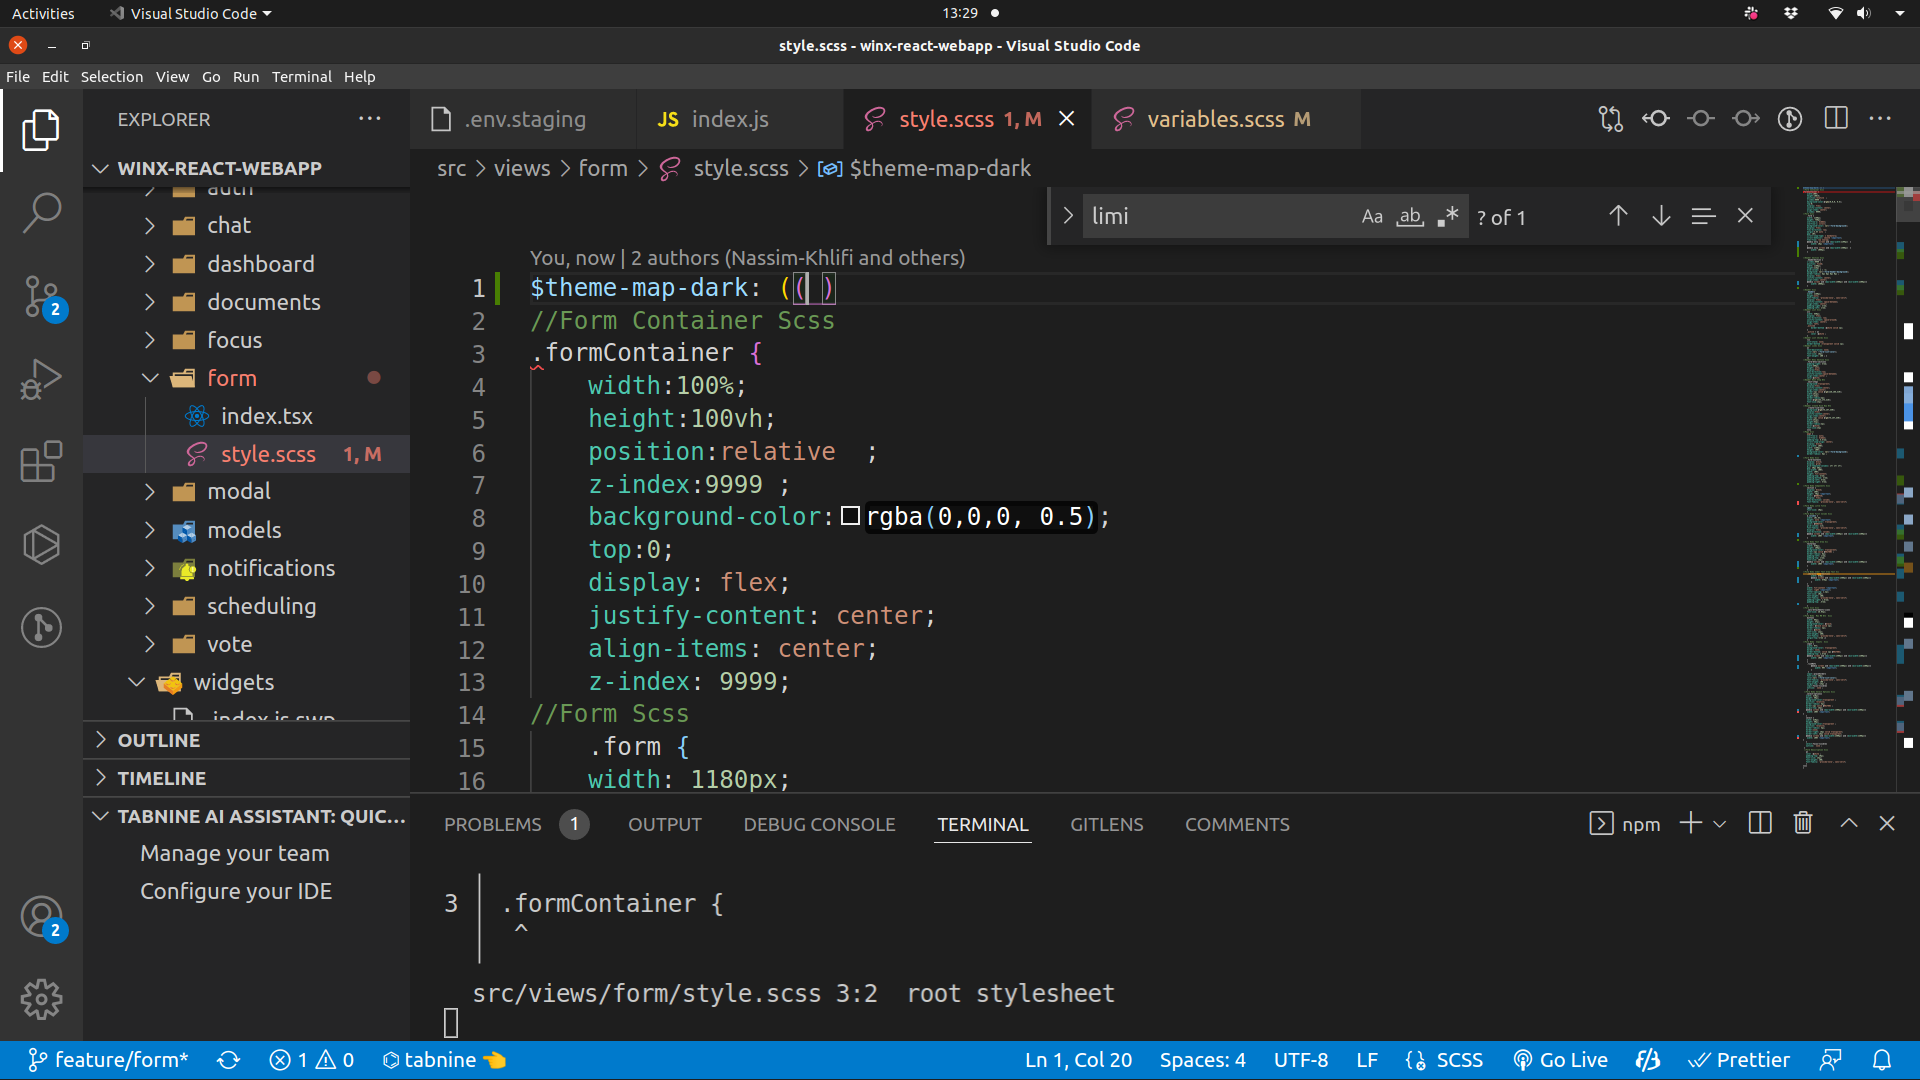 Activities
Visual Studio Code
13:29
style.scss - winx-react-webapp - Visual Studio Code
File Edit Selection View Go Run Terminal Help
EXPLORER
WINX-REACT-WEBAPP
auth
chat
dashboard
documents
focus
form
index.tsx
style.scss 1, M
modal
models
notifications
scheduling
vote
widgets
index.js.swp
OUTLINE
TIMELINE
TABNINE AI ASSISTANT: QUIC...
Manage your team
Configure your IDE
2
2
.env.staging
JS index.js
style.scss 1, M
variables.scss M
src > views > form > style.scss > $theme-map-dark
limi
Aa ab .*
? of 1
You, now | 2 authors (Nassim-Khlifi and others)
1 $theme-map-dark: (( )
2 //Form Container Scss
3 .formContainer {
4 width:100%;
5 height:100vh;
6 position:relative  ;
7 z-index:9999 ;
8 background-color:rgba(0,0,0, 0.5);
9 top:0;
10 display: flex;
11 justify-content: center;
12 align-items: center;
13 z-index: 9999;
14 //Form Scss
15 .form {
16 width: 1180px;
PROBLEMS 1 OUTPUT DEBUG CONSOLE TERMINAL GITLENS COMMENTS
npm
3 │ .formContainer {
^
src/views/form/style.scss 3:2  root stylesheet
feature/form*
1 0
tabnine
Ln 1, Col 20
Spaces: 4
UTF-8
LF
SCSS
Go Live
Prettier